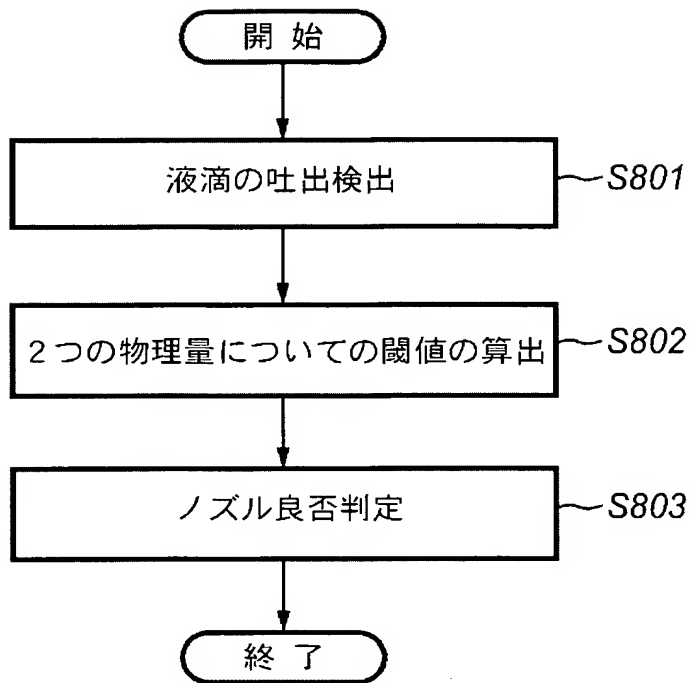 開 始
液滴の吐出検出
S801
２つの物理量についての閾値の算出
S802
ノズル良否判定
S803
終 了